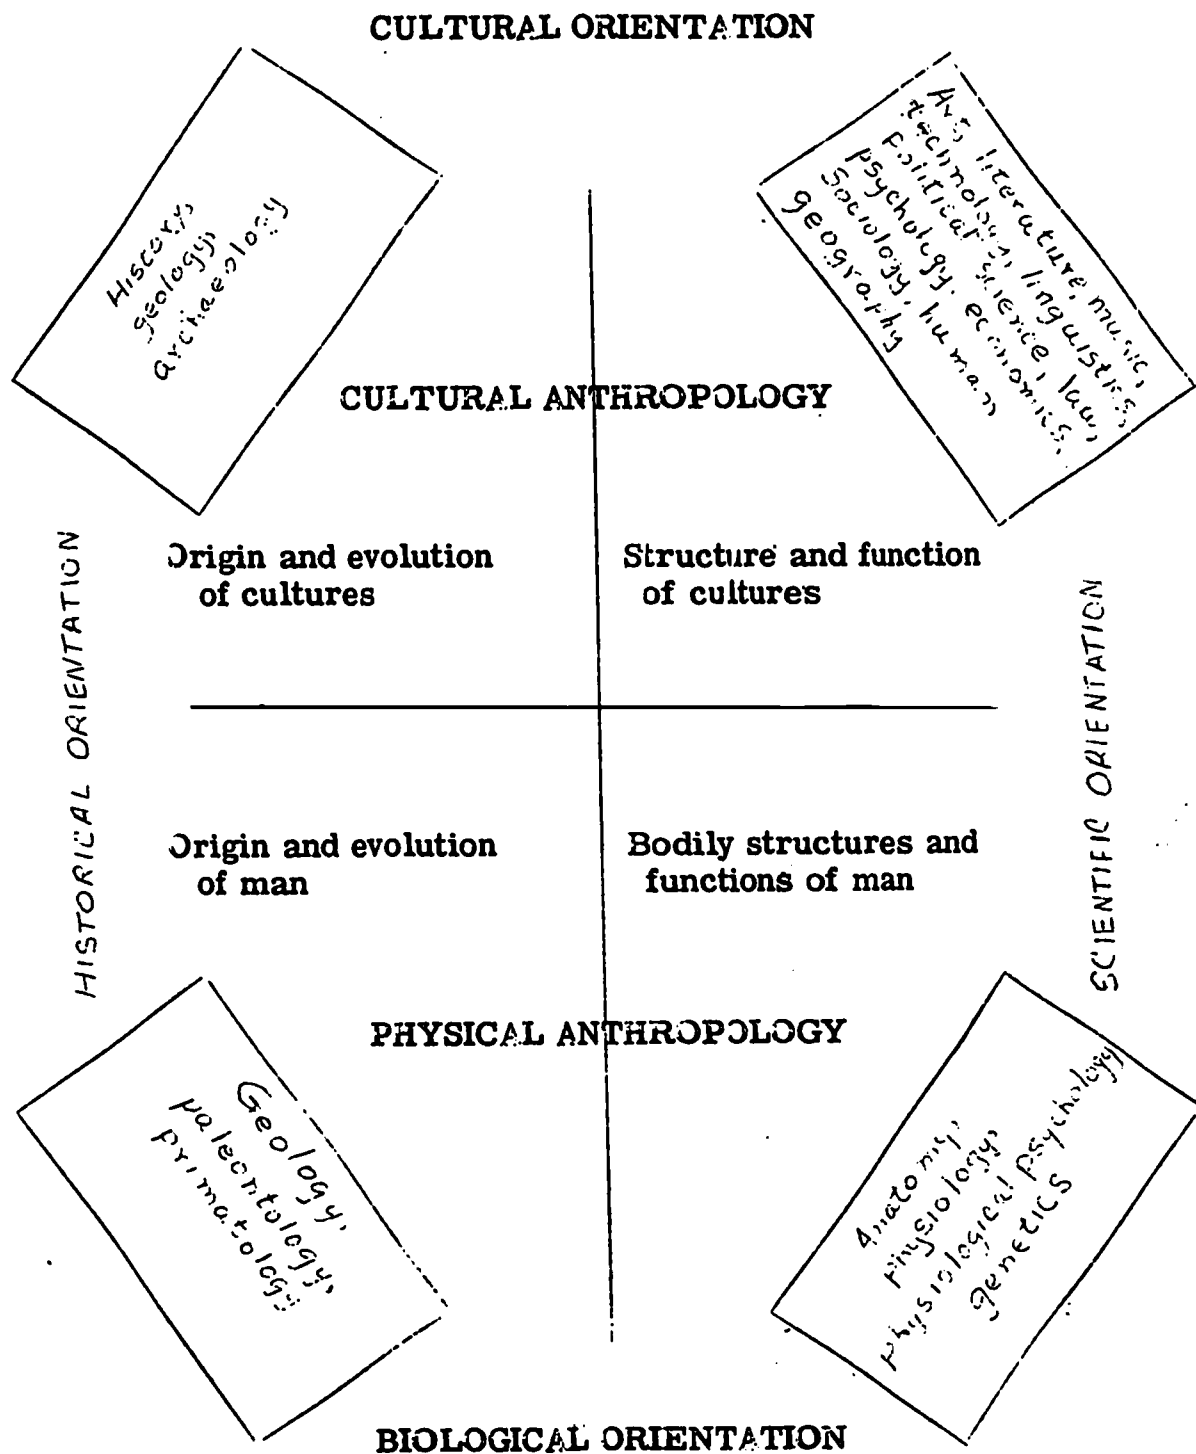 CULTURAL ORIENTATION
History,
geology,
archaeology
Art, literature, music,
technology, linguistics,
political science, law,
psychology, economics,
Sociology, human
geography
CULTURAL ANTHROPOLOGY
Origin and evolution
of cultures
Structure and function
of cultures
HISTORICAL ORIENTATION
SCIENTIFIC ORIENTATION
Origin and evolution
of man
Bodily structures and
functions of man
PHYSICAL ANTHROPOLOGY
Geology,
paleontology,
primatology
Anatomy,
Physiology,
physiological psychology
genetics
BIOLOGICAL ORIENTATION